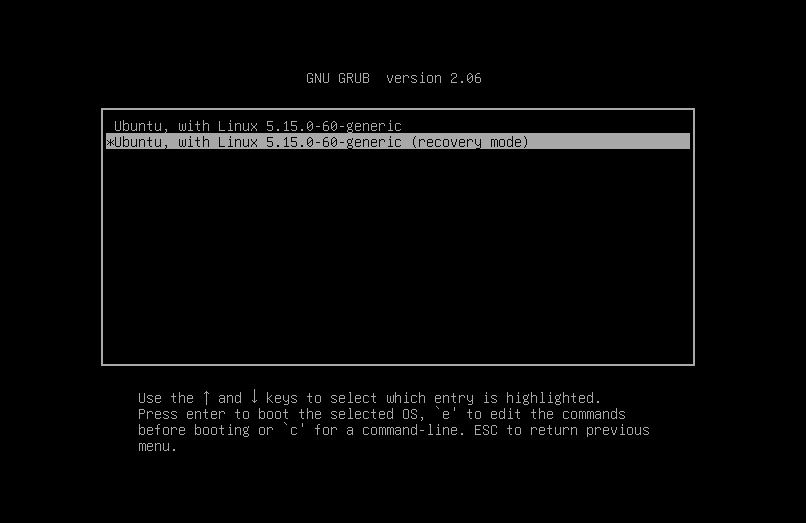 GNU GRUB  version 2.06
Ubuntu, with Linux 5.15.0-60-generic
*Ubuntu, with Linux 5.15.0-60-generic (recovery mode)
Use the ↑ and ↓ keys to select which entry is highlighted.
Press enter to boot the selected OS, `e' to edit the commands
before booting or `c' for a command-line. ESC to return previous
menu.